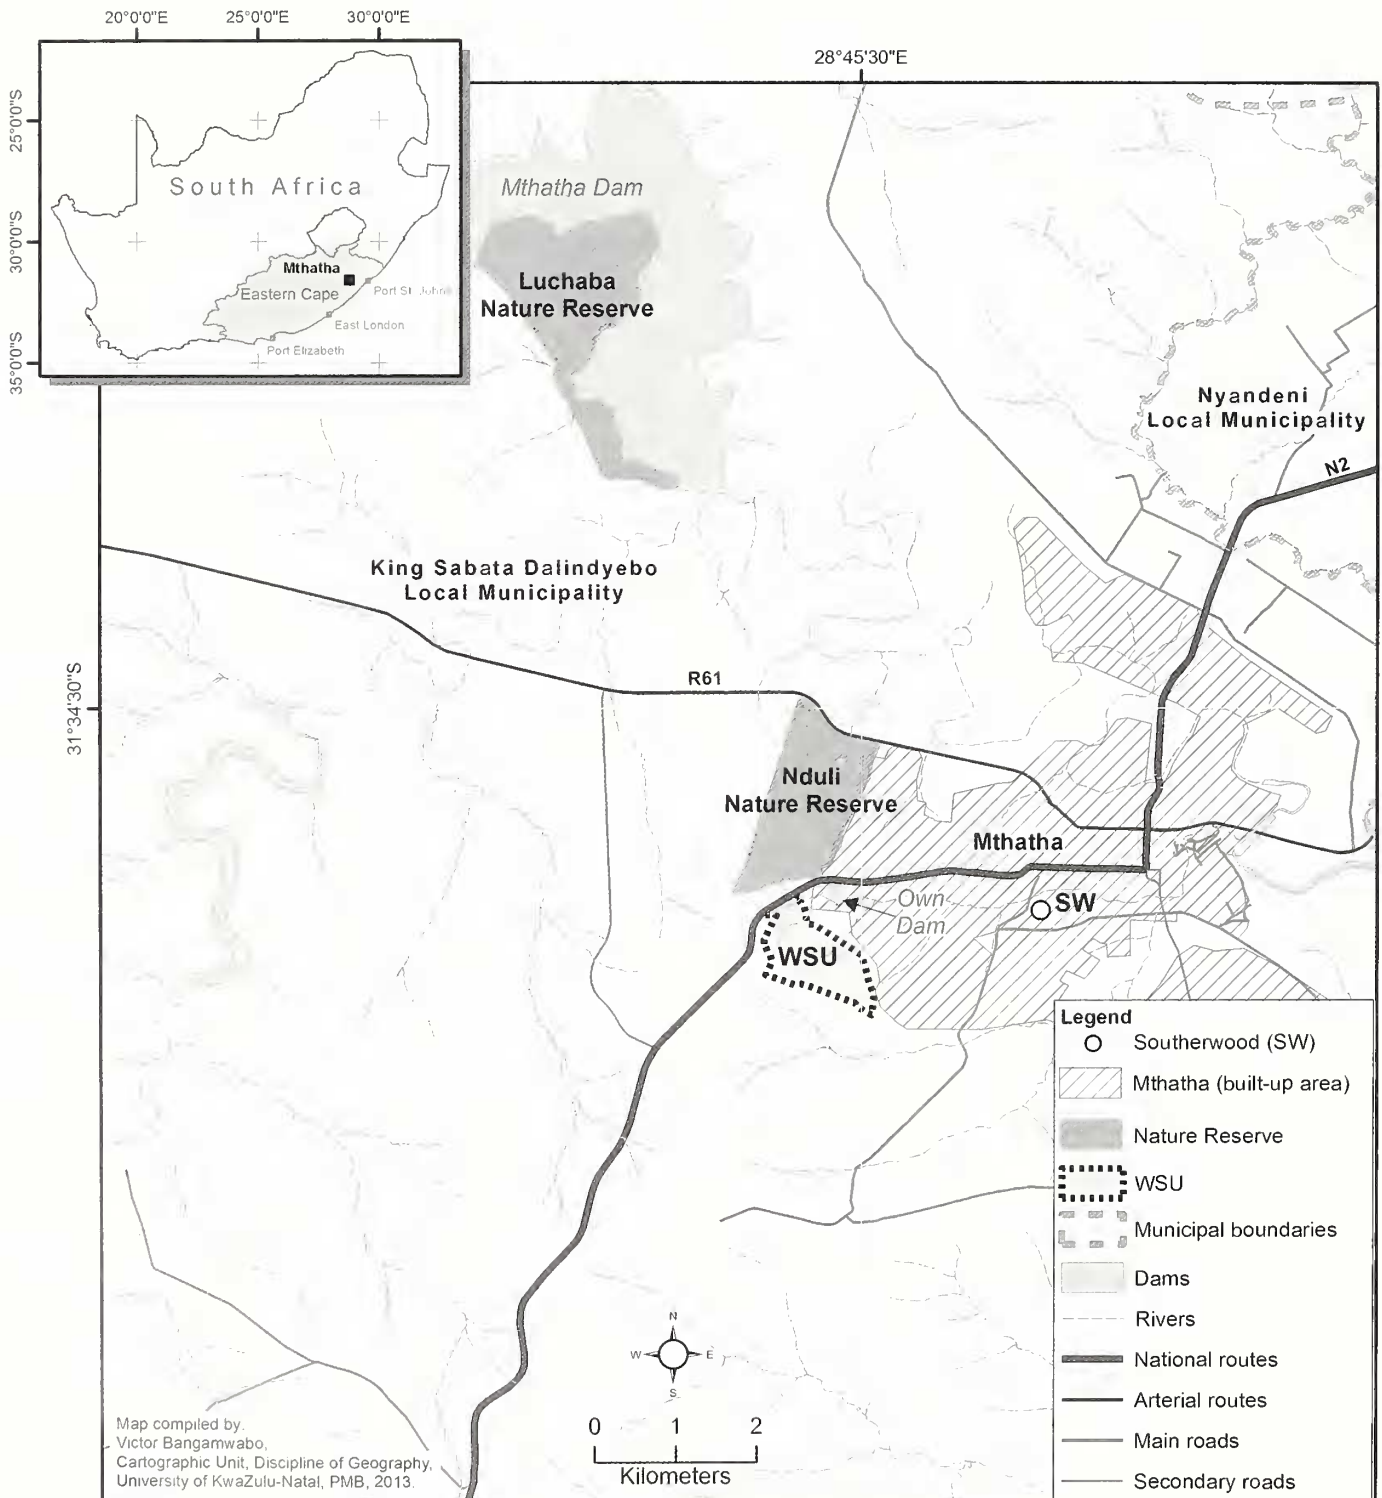 20°0'0"E 25°0'0"E 30°0'0"E
28°45'30"E
25°0'0"S
30°0'0"S
35°0'0"S
South Africa
Mthatha
Eastern Cape
Port St. Johns
East London
Port Elizabeth
Mthatha Dam
Luchaba
Nature Reserve
Nyandeni
Local Municipality
N2
King Sabata Dalindyebo
Local Municipality
R61
31°34'30"S
Nduli
Nature Reserve
Mthatha
Own
Dam
SW
WSU
Legend
Southerwood (SW)
Mthatha (built-up area)
Nature Reserve
WSU
Municipal boundaries
Dams
Rivers
National routes
Arterial routes
Main roads
Secondary roads
N
W E
S
0 1 2
Kilometers
Map compiled by.
Victor Bangamwabo,
Cartographic Unit, Discipline of Geography,
University of KwaZulu-Natal, PMB, 2013.